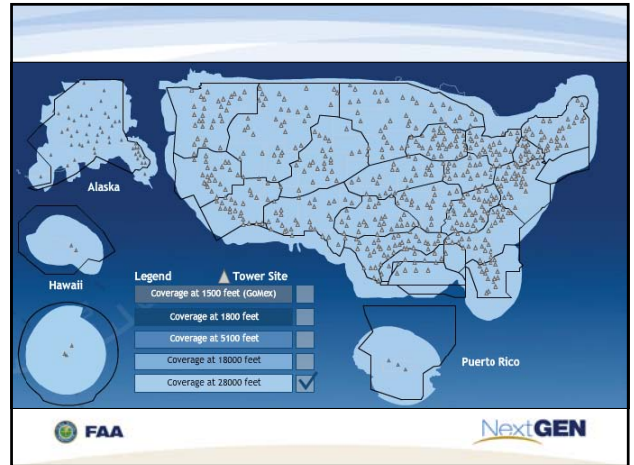 Alaska
Hawaii
Legend
Tower Site
Coverage at 1500 feet (GoMex)
Coverage at 1800 feet
Coverage at 5100 feet
Coverage at 18000 feet
Coverage at 28000 feet
Puerto Rico
FAA
NextGEN